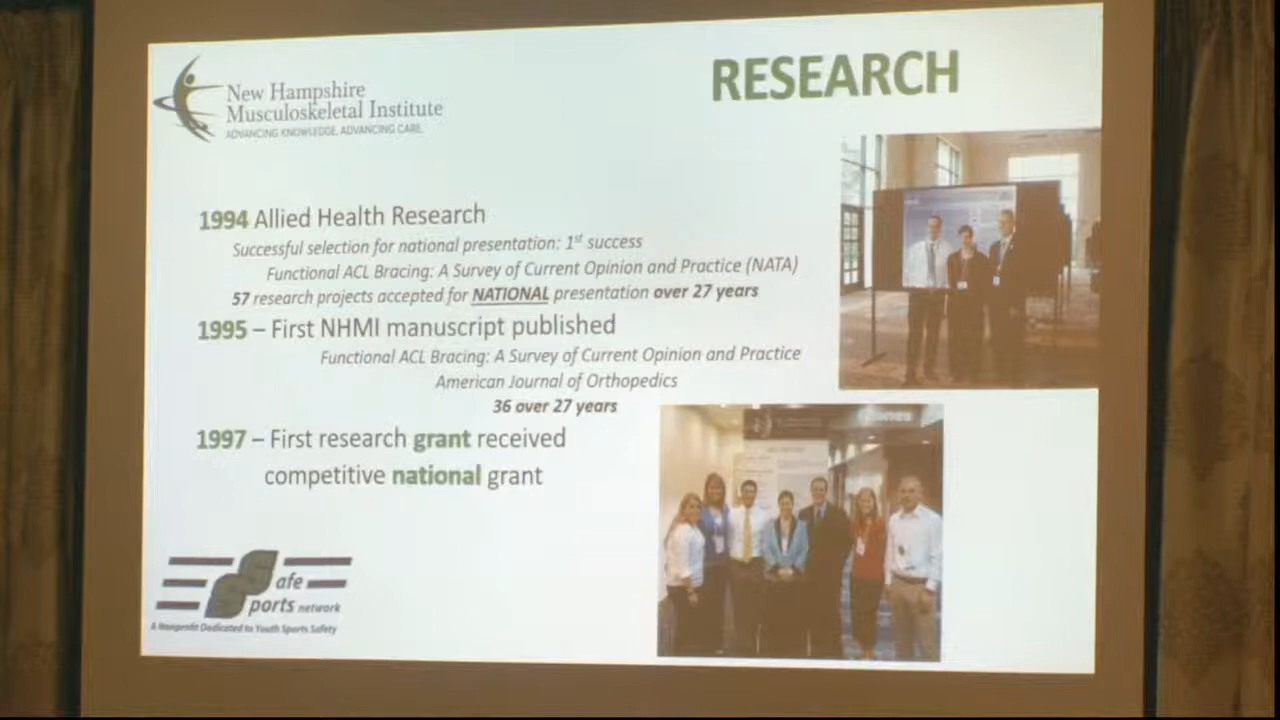 New Hampshire
Musculoskeletal Institute
ADVANCING KNOWLEDGE, ADVANCING CARE.
RESEARCH
1994 Allied Health Research
Successful selection for national presentation: 1st success
Functional ACL Bracing: A Survey of Current Opinion and Practice (NATA)
57 research projects accepted for NATIONAL presentation over 27 years
1995 – First NHMI manuscript published
Functional ACL Bracing: A Survey of Current Opinion and Practice
American Journal of Orthopedics
36 over 27 years
1997 – First research grant received
competitive national grant
Safe
Sports network
A Nonprofit Dedicated to Youth Sports Safety